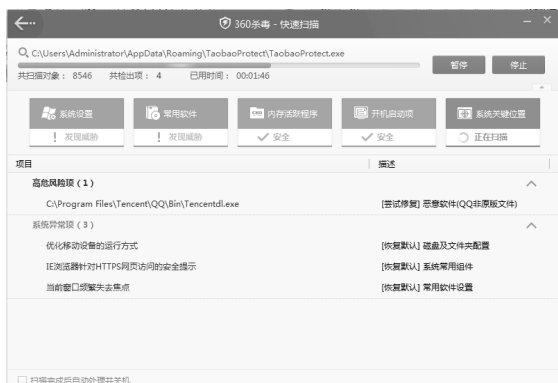 360杀毒 - 快速扫描
C:\Users\Administrator\AppData\Roaming\TaobaoProtect\TaobaoProtect.exe
共扫描对象： 8546 共检出项： 4 已用时间： 00:01:46
暂停 停止
系统设置 常用软件 内存活跃程序 开机启动项 系统关键位置
发现威胁 发现威胁 安全 安全 正在扫描
项目 描述
高危风险项 ( 1 )
C:\Program Files\Tencent\QQ\Bin\Tencentdl.exe [尝试修复] 恶意软件(QQ非原版文件)
系统异常项 ( 3 )
优化移动设备的运行方式 [恢复默认] 磁盘及文件夹配置
IE浏览器针对HTTPS网页访问的安全提示 [恢复默认] 系统常用组件
当前窗口频繁失去焦点 [恢复默认] 常用软件设置
扫描完成后自动处理并关机